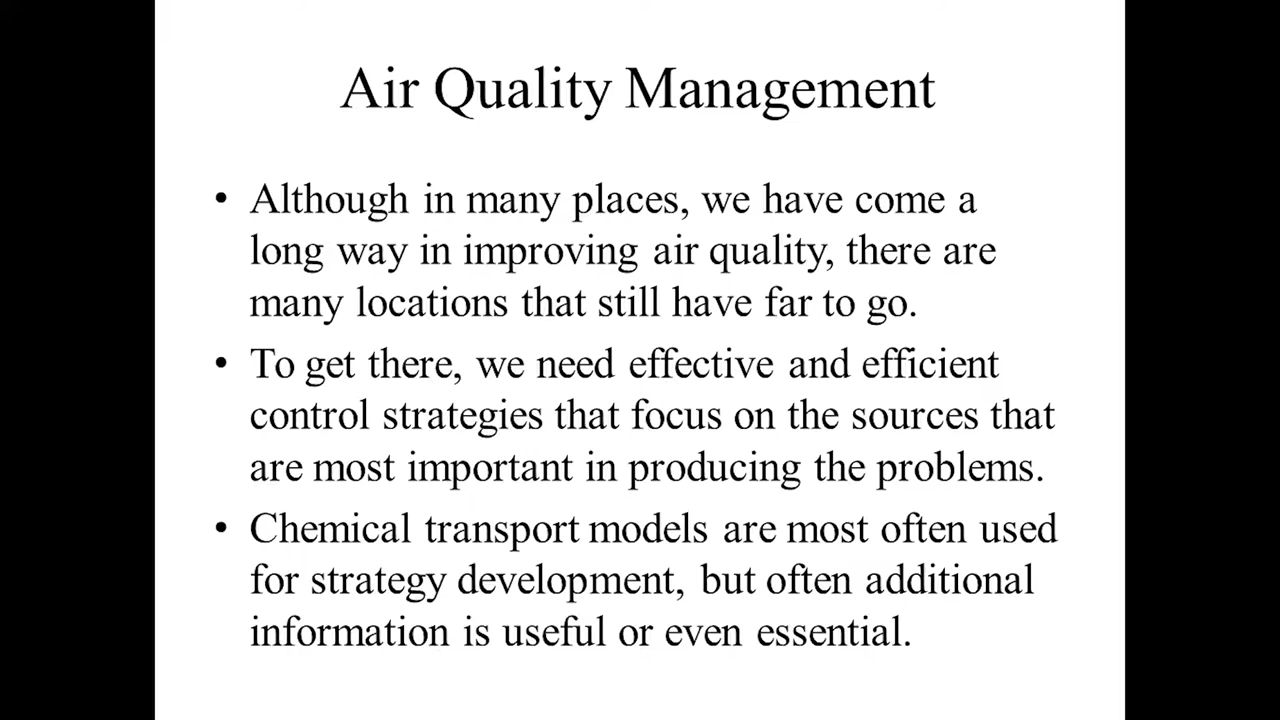 Air Quality Management
• Although in many places, we have come a
long way in improving air quality, there are
many locations that still have far to go.
• To get there, we need effective and efficient
control strategies that focus on the sources that
are most important in producing the problems.
• Chemical transport models are most often used
for strategy development, but often additional
information is useful or even essential.